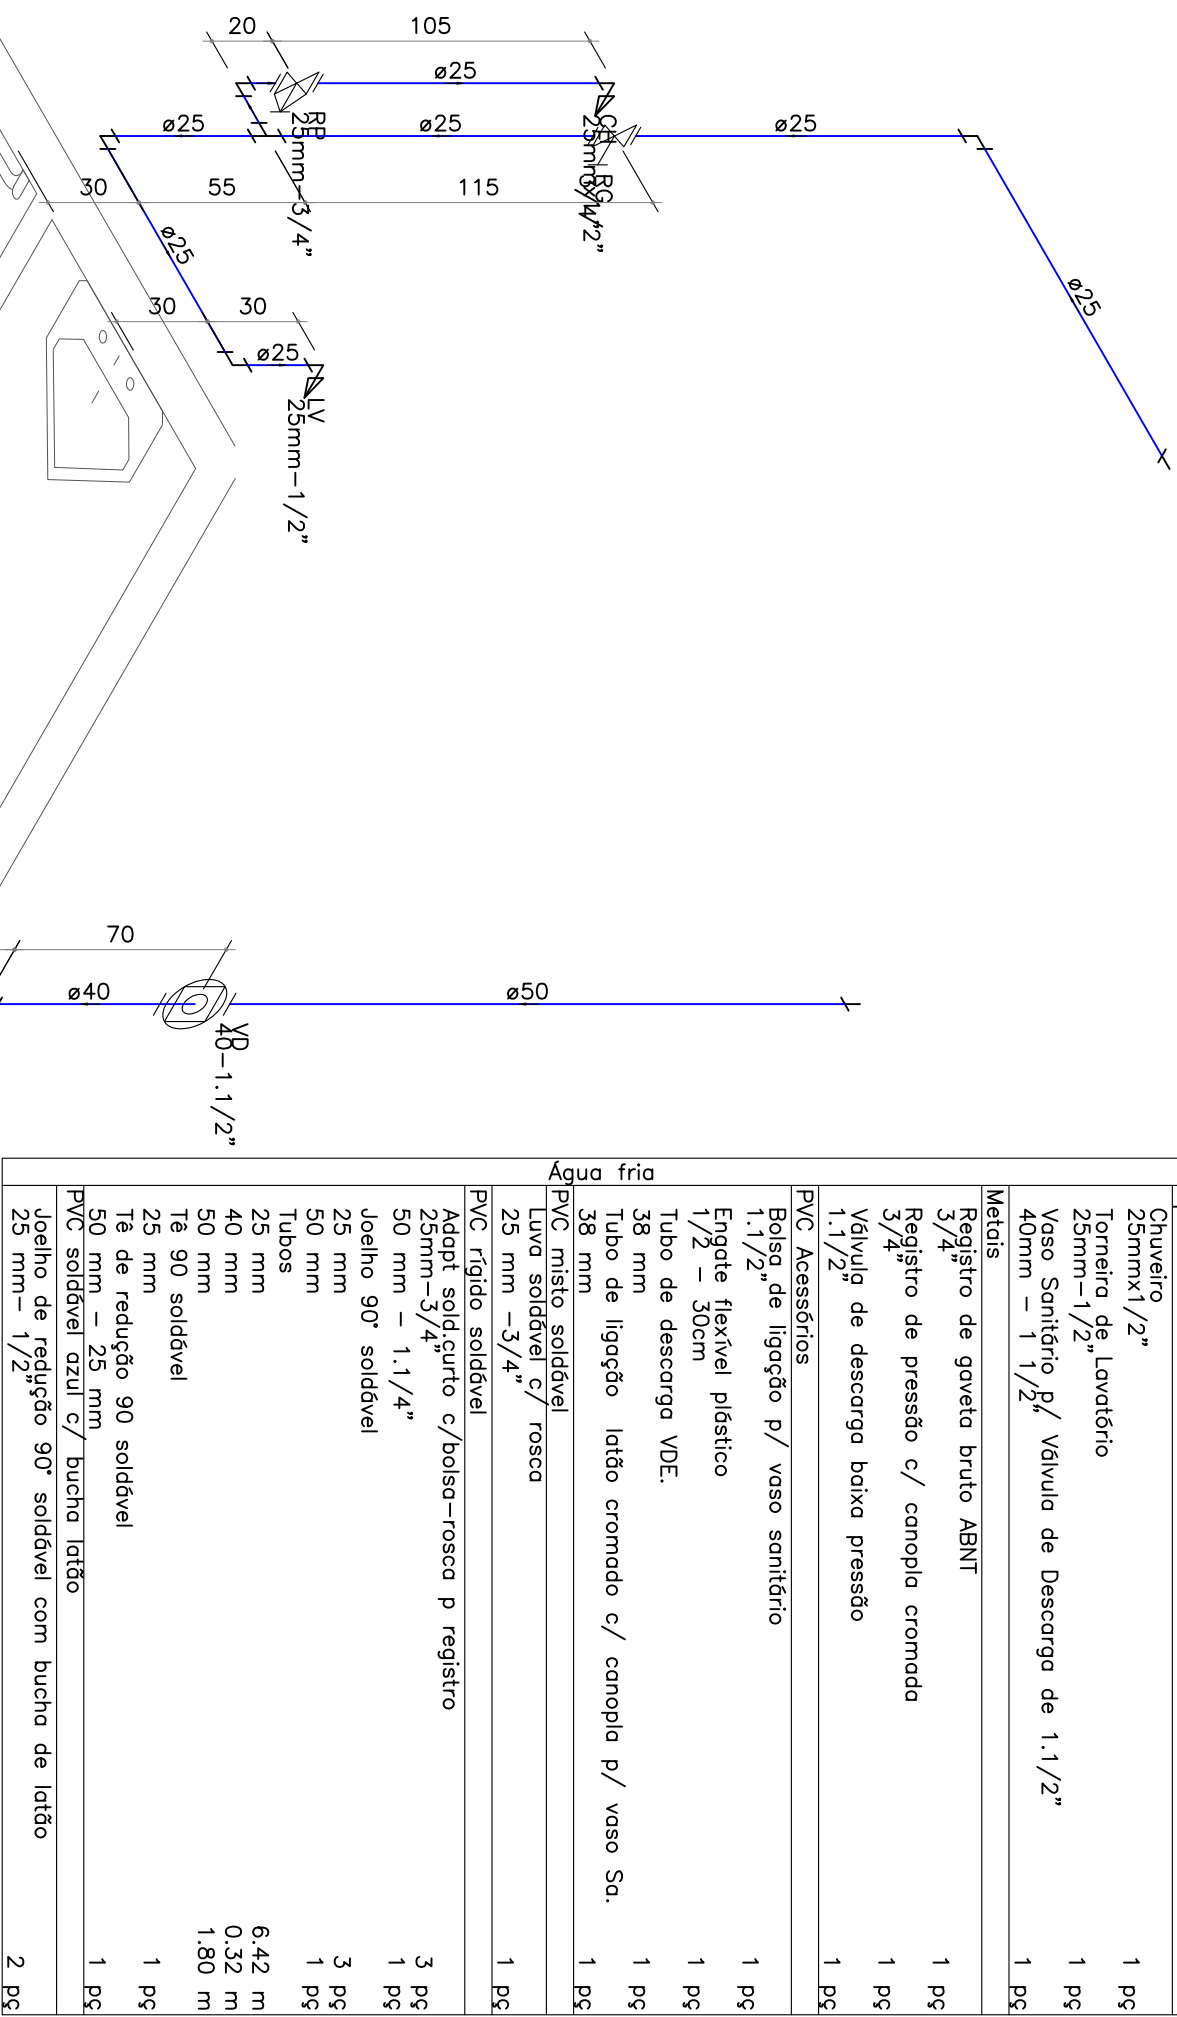 20
105
ø25
RP
25mm-3/4"
CH
25mmx1/2"
RG
3/4"
ø25
ø25
ø25
30
55
115
ø25
ø25
30
30
ø25
LV
25mm-1/2"
70
ø40
ø50
VD
40-1.1/2"
Água fria
Chuveiro
25mmx1/2" 1 pç
Torneira de Lavatório
25mm-1/2" 1 pç
Vaso Sanitário p/ Válvula de Descarga de 1.1/2"
40mm - 1 1/2" 1 pç
Metais
Registro de gaveta bruto ABNT
3/4" 1 pç
Registro de pressão c/ canopla cromada
3/4" 1 pç
Válvula de descarga baixa pressão
1.1/2" 1 pç
PVC Acessórios
Bolsa de ligação p/ vaso sanitário
1.1/2" 1 pç
Engate flexível plástico
1/2 - 30cm 1 pç
Tubo de descarga VDE.
38 mm 1 pç
Tubo de ligação latão cromado c/ canopla p/ vaso Sa.
38 mm 1 pç
PVC misto soldável
Luva soldável c/ rosca
25 mm -3/4" 1 pç
PVC rígido soldável
Adapt sold.curto c/bolsa-rosca p registro
25mm-3/4" 3 pç
50 mm - 1.1/4" 1 pç
Joelho 90° soldável
25 mm 3 pç
50 mm 1 pç
Tubos
25 mm 6.42 m
40 mm 0.32 m
50 mm 1.80 m
Tê 90 soldável
25 mm 1 pç
Tê de redução 90 soldável
50 mm - 25 mm 1 pç
PVC soldável azul c/ bucha latão
Joelho de redução 90° soldável com bucha de latão
25 mm- 1/2" 2 pç